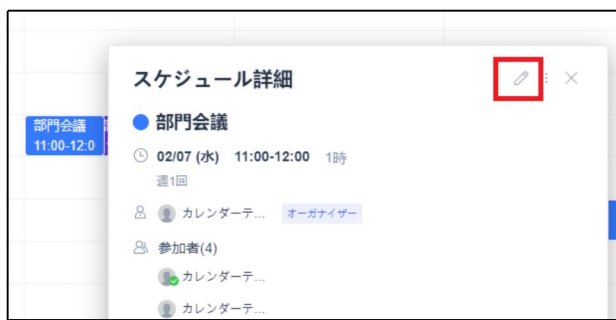 スケジュール詳細
部門会議
11:00-12:0
部門会議
02/07 (水) 11:00-12:00 1時
週1回
カレンダーテ... オーガナイザー
参加者(4)
カレンダーテ...
カレンダーテ...